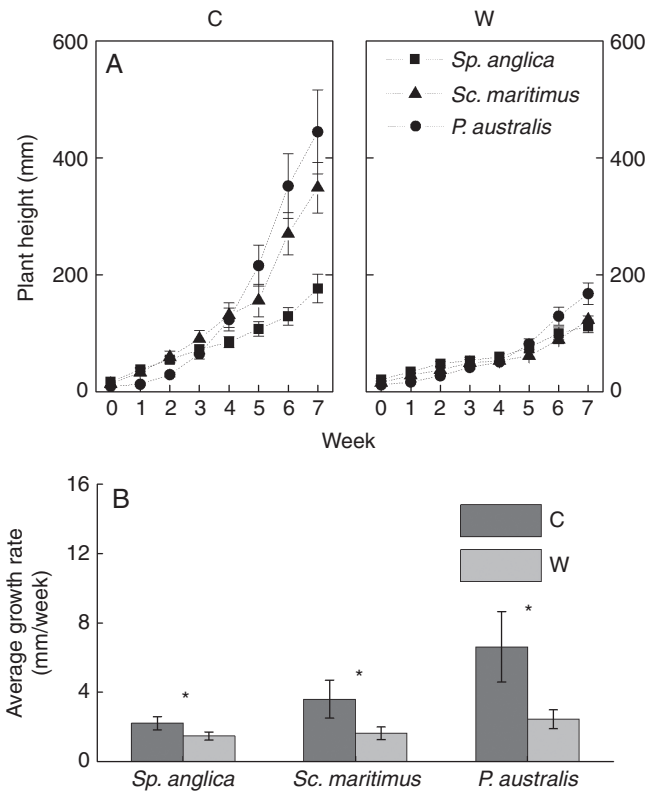 C W
600 600
A
Sp. anglica
Sc. maritimus
P. australis
400 400
Plant height (mm)
200 200
0 0
0 1 2 3 4 5 6 7 0 1 2 3 4 5 6 7
Week
16
B
C
12
W
Average growth rate
(mm/week)
8
*
*
4
*
0
Sp. anglica Sc. maritimus P. australis